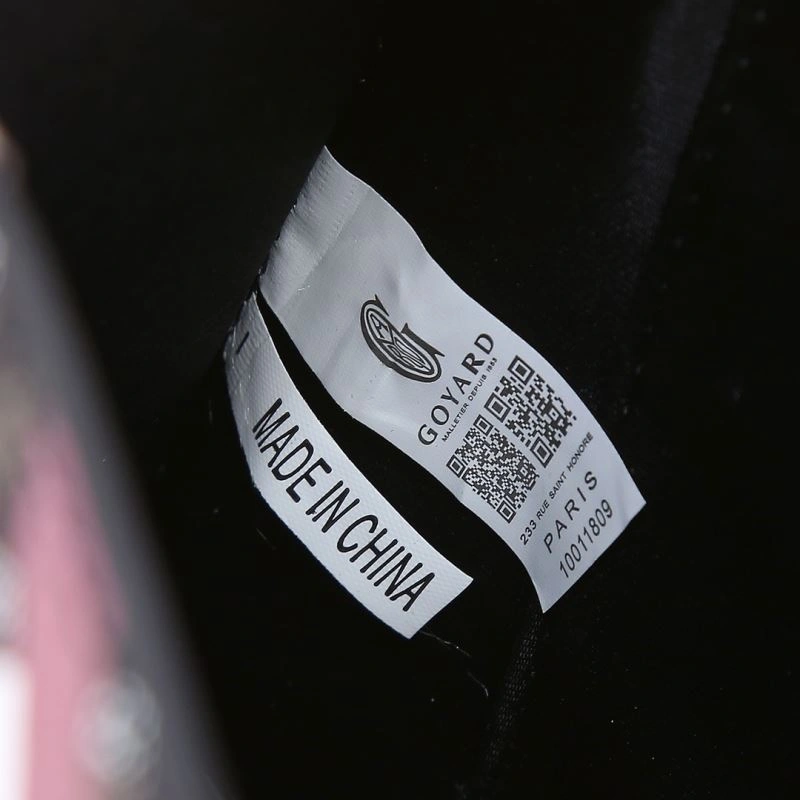 GOYARD
MALLETIER DEPUIS 1853
233 RUE SAINT HONORE
PARIS
10011809
MADE IN CHINA